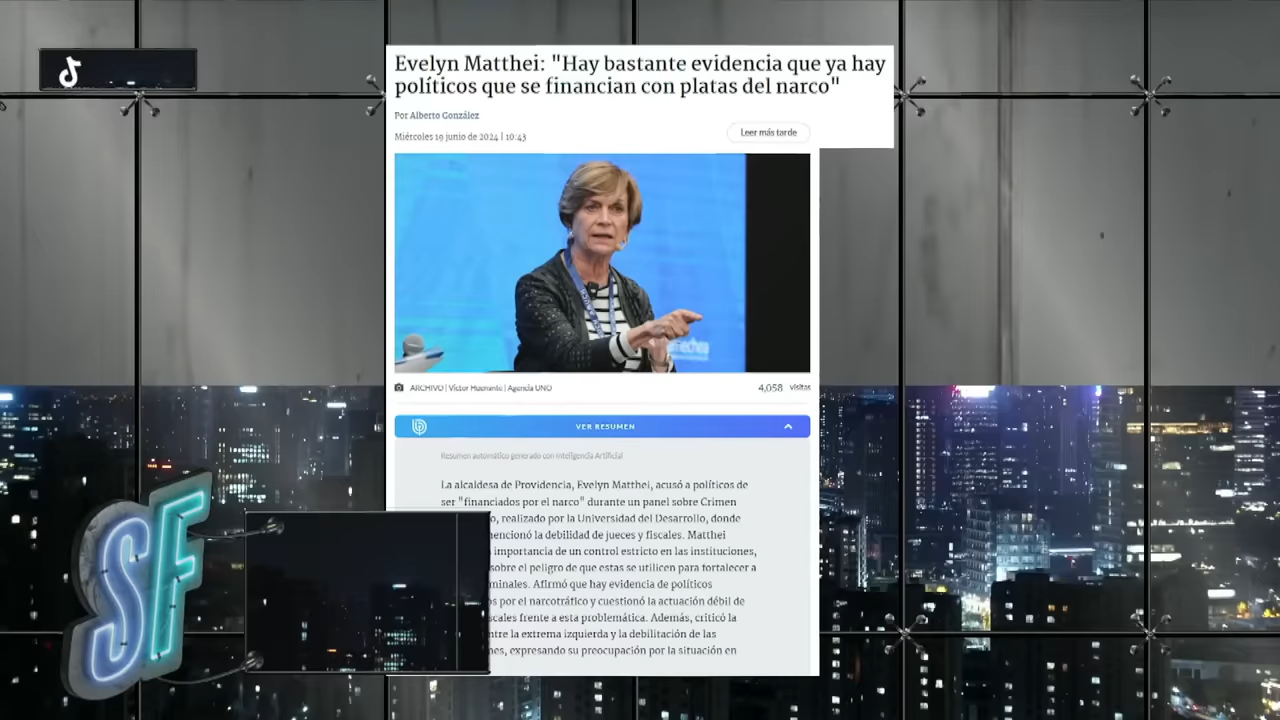 Evelyn Matthei: "Hay bastante evidencia que ya hay
políticos que se financian con platas del narco"
Por Alberto González
Miércoles 19 junio de 2024 | 10:43
Leer más tarde
ARCHIVO | Víctor Huenante | Agencia UNO
4,058 visitas
VER RESUMEN
Resumen automático generado con Inteligencia Artificial
La alcaldesa de Providencia, Evelyn Matthei, acusó a políticos de
ser "financiados por el narco" durante un panel sobre Crimen
o, realizado por la Universidad del Desarrollo, donde
mencionó la debilidad de jueces y fiscales. Matthei
importancia de un control estricto en las instituciones,
sobre el peligro de que estas se utilicen para fortalecer a
minales. Afirmó que hay evidencia de políticos
s por el narcotráfico y cuestionó la actuación débil de
scales frente a esta problemática. Además, criticó la
ntre la extrema izquierda y la debilitación de las
nes, expresando su preocupación por la situación en
SF